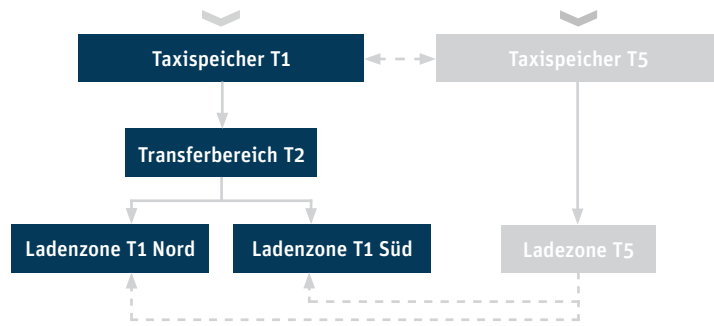 Taxispeicher T1
Taxispeicher T5
Transferbereich T2
Ladenzone T1 Nord
Ladenzone T1 Süd
Ladezone T5